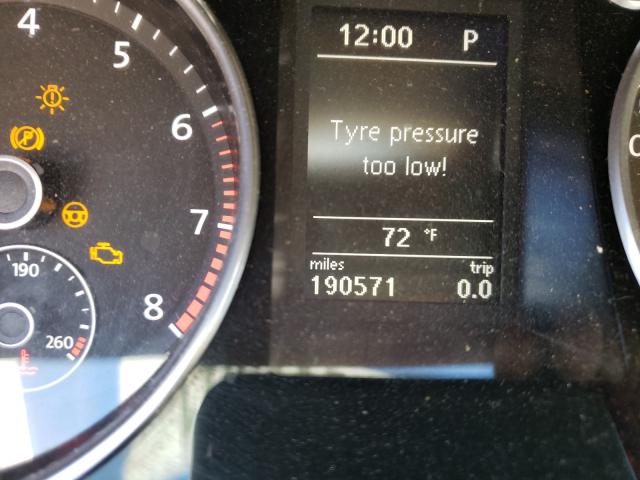 4
5
6
7
8
190
260
12:00 P
Tyre pressure
too low!
72 °F
miles trip
190571 0.0